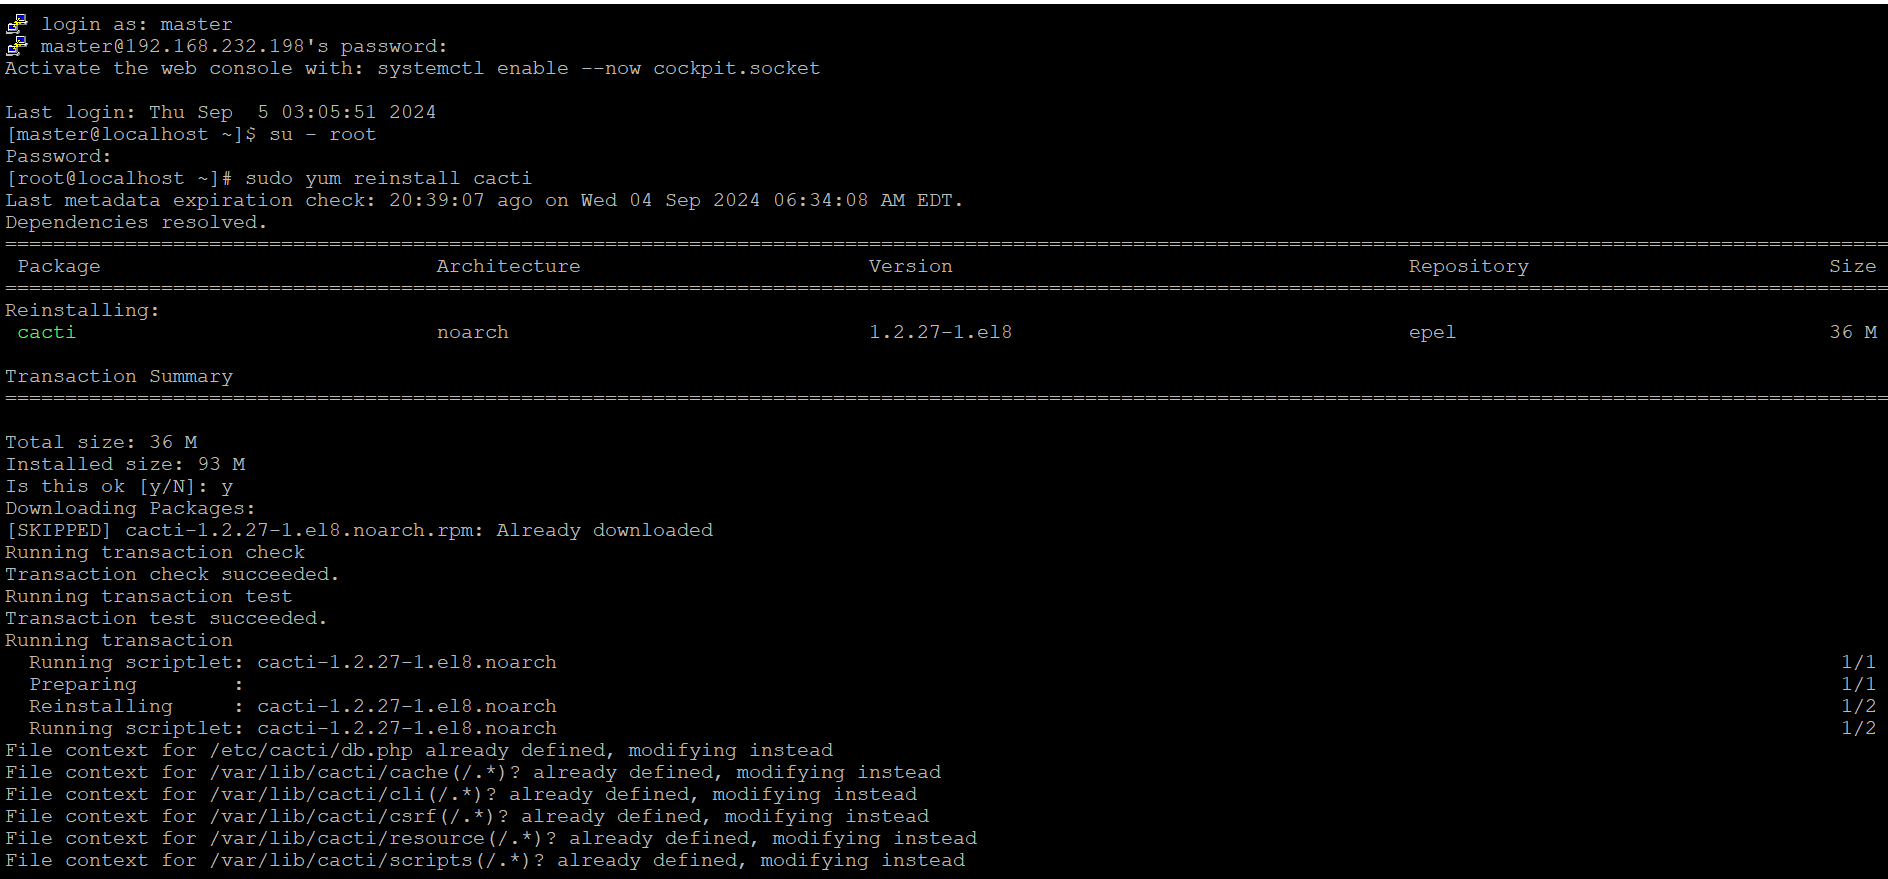 login as: master
master@192.168.232.198's password:
Activate the web console with: systemctl enable --now cockpit.socket
Last login: Thu Sep  5 03:05:51 2024
[master@localhost ~]$ su - root
Password:
[root@localhost ~]# sudo yum reinstall cacti
Last metadata expiration check: 20:39:07 ago on Wed 04 Sep 2024 06:34:08 AM EDT.
Dependencies resolved.
Package Architecture Version Repository Size
Reinstalling:
cacti noarch 1.2.27-1.el8 epel 36 M
Transaction Summary
Total size: 36 M
Installed size: 93 M
Is this ok [y/N]: y
Downloading Packages:
[SKIPPED] cacti-1.2.27-1.el8.noarch.rpm: Already downloaded
Running transaction check
Transaction check succeeded.
Running transaction test
Transaction test succeeded.
Running transaction
Running scriptlet: cacti-1.2.27-1.el8.noarch 1/1
Preparing : 1/1
Reinstalling : cacti-1.2.27-1.el8.noarch 1/2
Running scriptlet: cacti-1.2.27-1.el8.noarch 1/2
File context for /etc/cacti/db.php already defined, modifying instead
File context for /var/lib/cacti/cache(/.*)? already defined, modifying instead
File context for /var/lib/cacti/cli(/.*)? already defined, modifying instead
File context for /var/lib/cacti/csrf(/.*)? already defined, modifying instead
File context for /var/lib/cacti/resource(/.*)? already defined, modifying instead
File context for /var/lib/cacti/scripts(/.*)? already defined, modifying instead